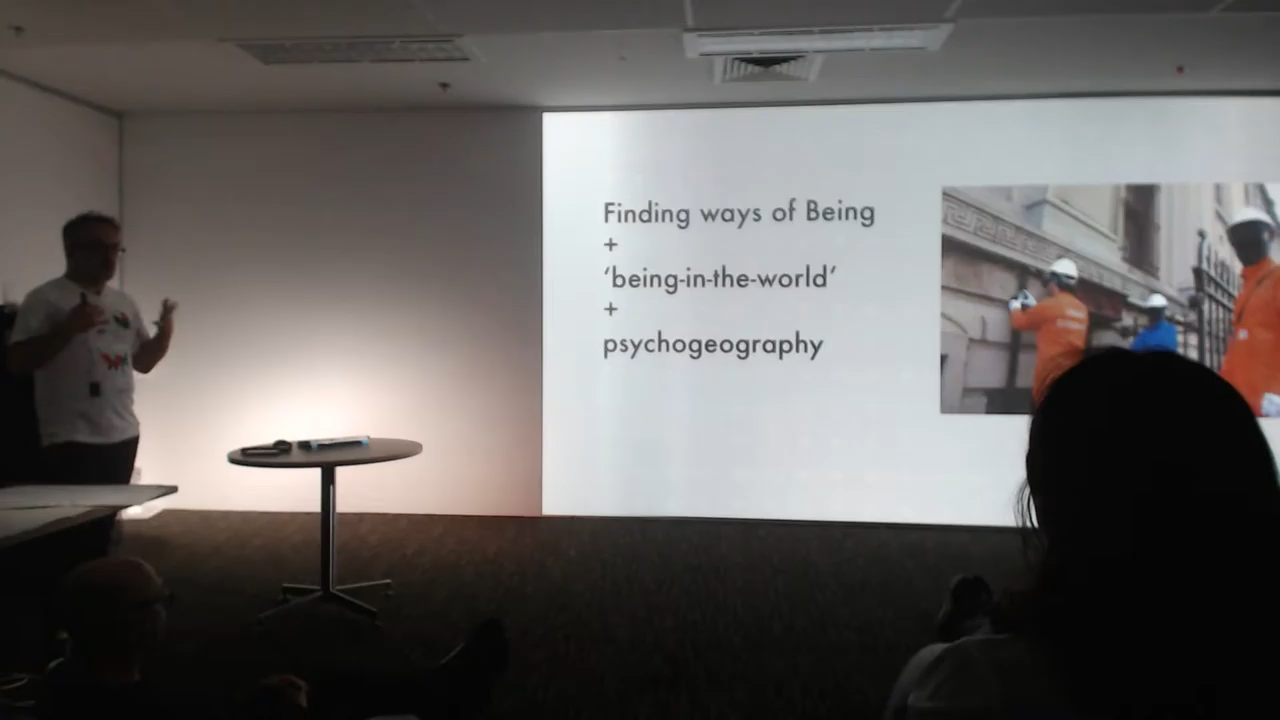 Finding ways of Being
+
‘being-in-the-world’
+
psychogeography